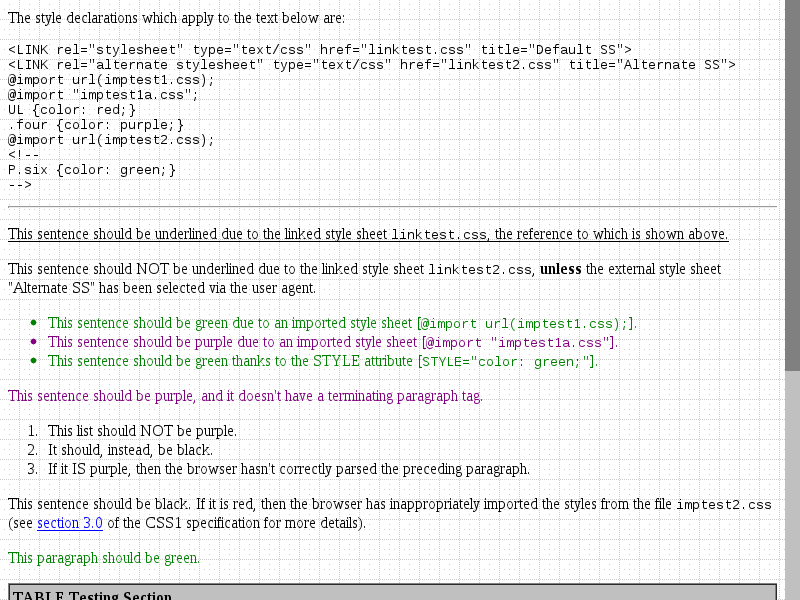 The style declarations which apply to the text below are:
<LINK rel="stylesheet" type="text/css" href="linktest.css" title="Default SS">
<LINK rel="alternate stylesheet" type="text/css" href="linktest2.css" title="Alternate SS">
@import url(imptest1.css);
@import "imptest1a.css";
UL {color: red;}
.four {color: purple;}
@import url(imptest2.css);
<!--
P.six {color: green;}
-->
This sentence should be underlined due to the linked style sheet linktest.css, the reference to which is shown above.
This sentence should NOT be underlined due to the linked style sheet linktest2.css, unless the external style sheet
"Alternate SS" has been selected via the user agent.
• This sentence should be green due to an imported style sheet [@import url(imptest1.css);].
• This sentence should be purple due to an imported style sheet [@import "imptest1a.css"].
• This sentence should be green thanks to the STYLE attribute [STYLE="color: green;"].
This sentence should be purple, and it doesn't have a terminating paragraph tag.
1. This list should NOT be purple.
2. It should, instead, be black.
3. If it IS purple, then the browser hasn't correctly parsed the preceding paragraph.
This sentence should be black. If it is red, then the browser has inappropriately imported the styles from the file imptest2.css
(see section 3.0 of the CSS1 specification for more details).
This paragraph should be green.
TABLE Testing Section